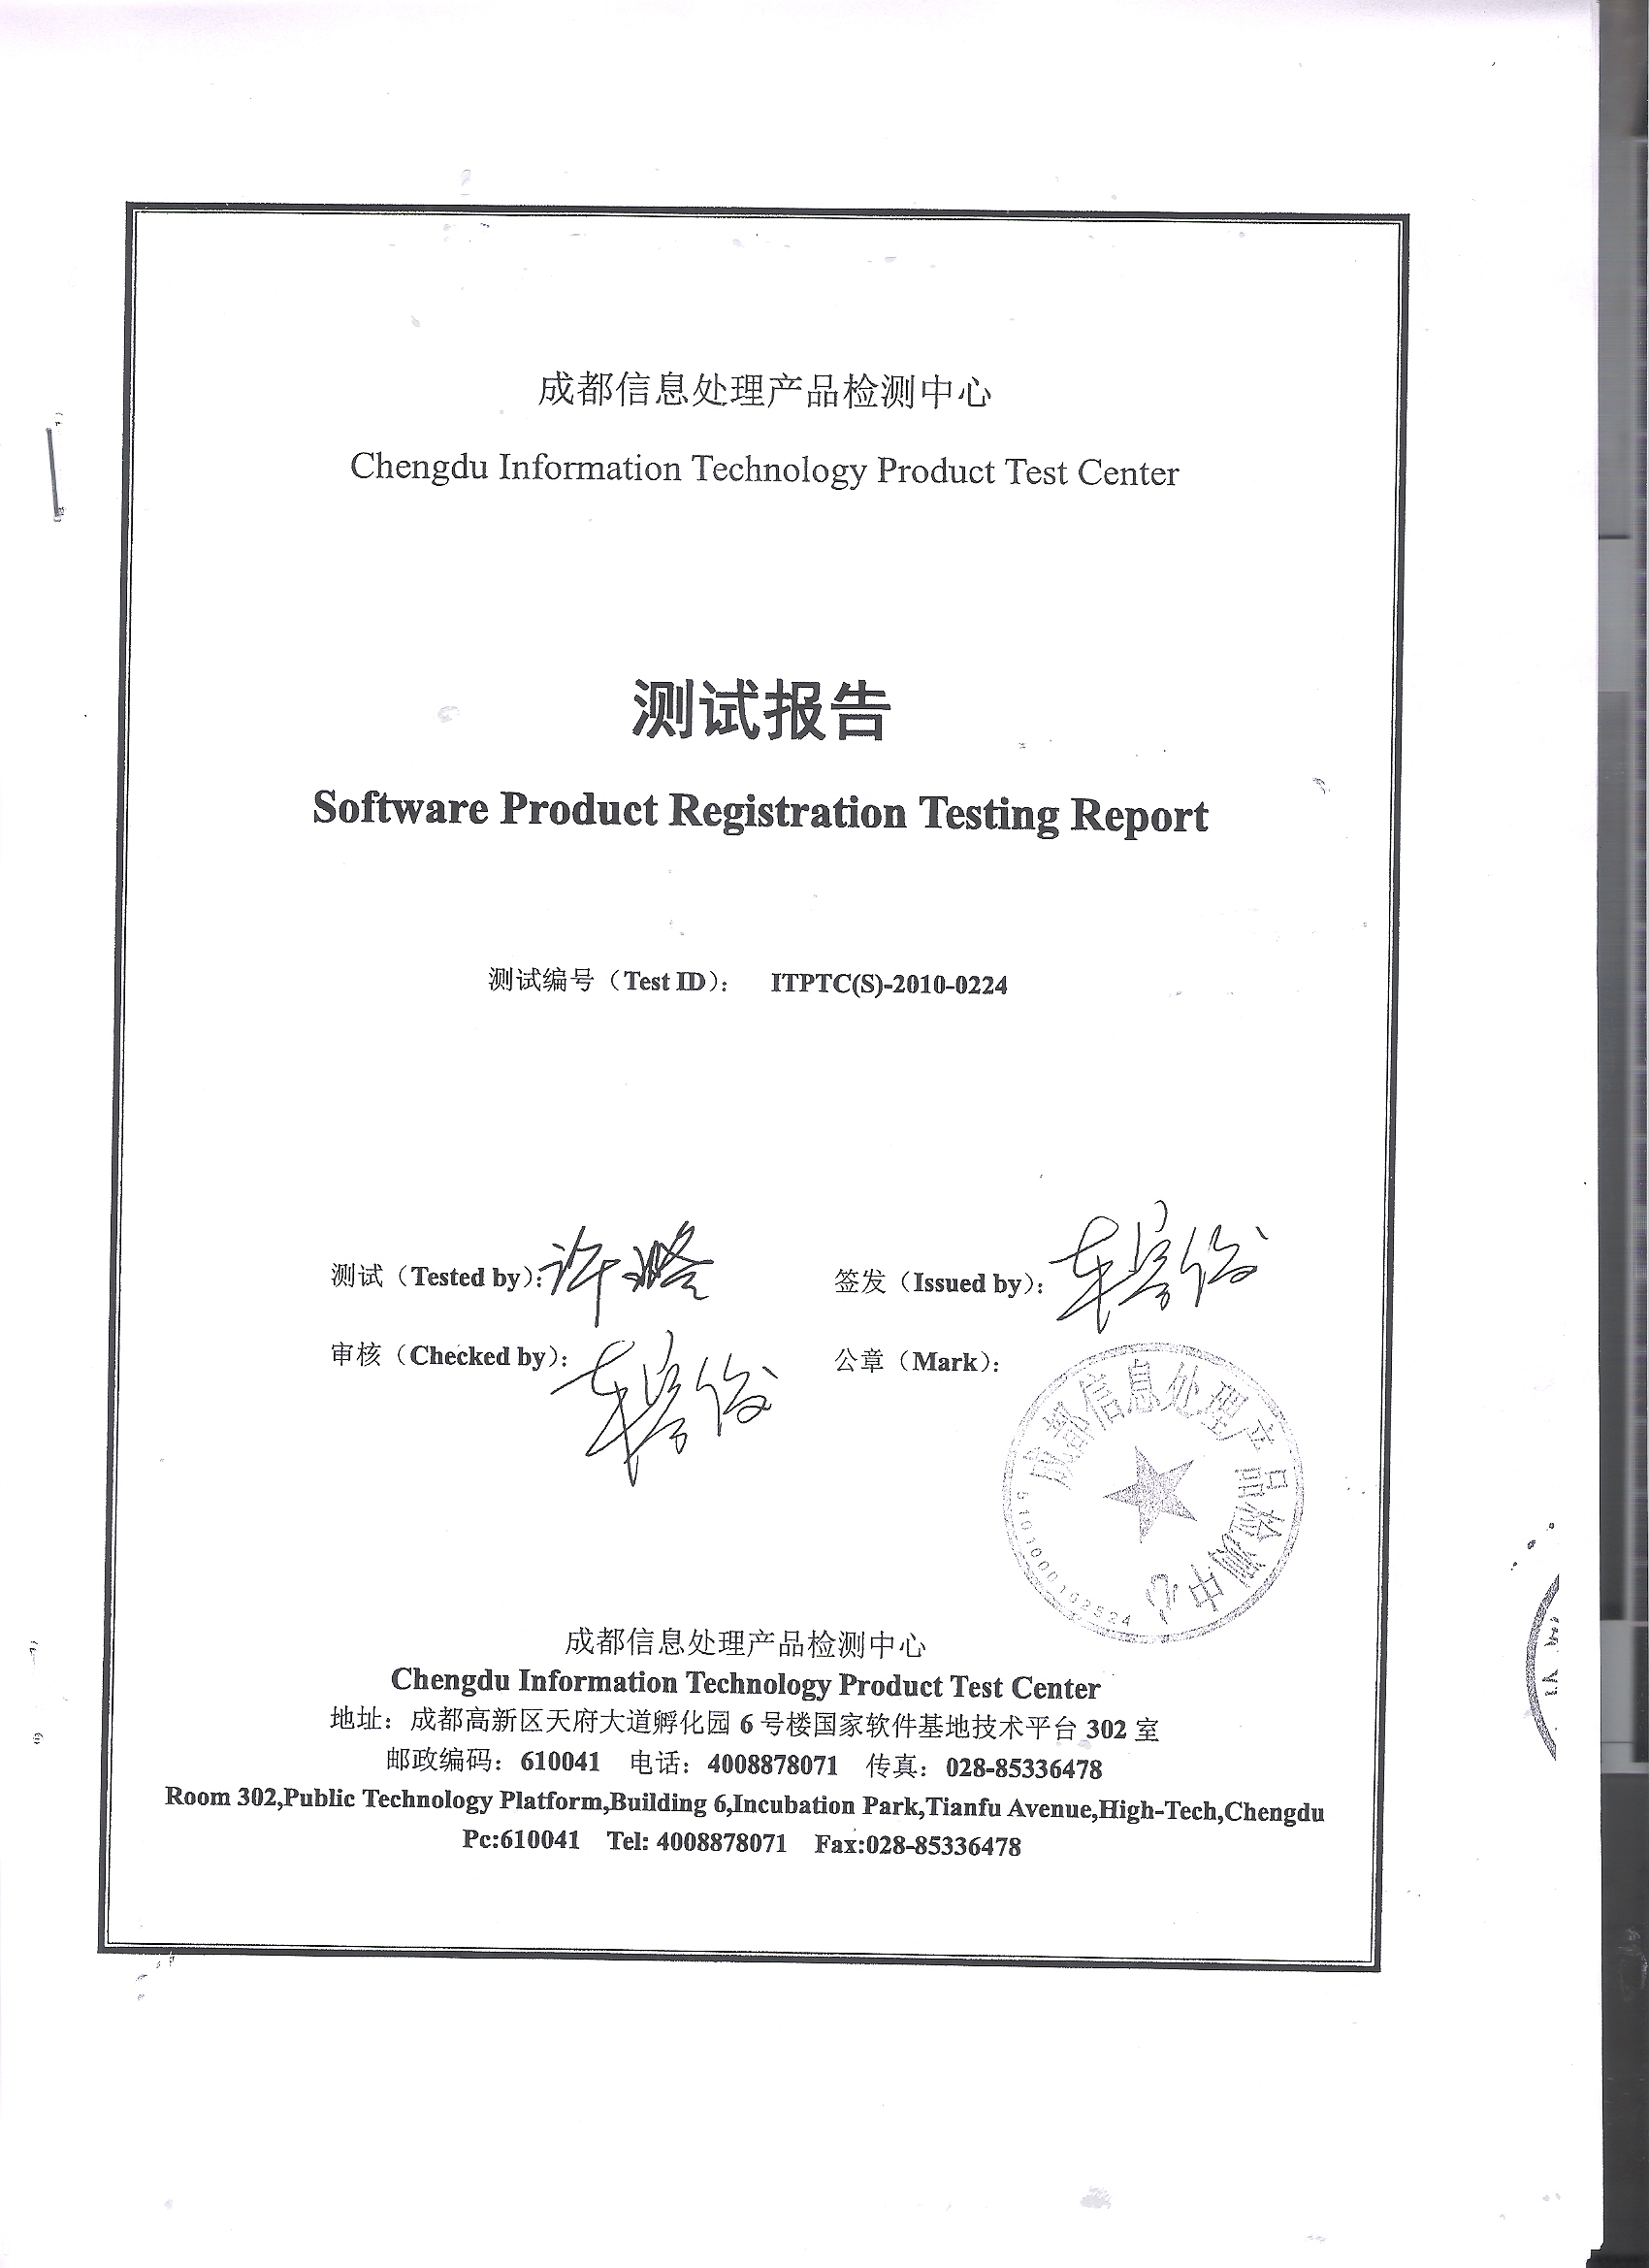 成都信息处理产品检测中心
Chengdu Information Technology Product Test Center
测试报告
Software Product Registration Testing Report
测试编号（Test ID）： ITPTC(S)-2010-0224
测试（Tested by）： 签发（Issued by）：
审核（Checked by）： 公章（Mark）：
成都信息处理产品检测中心
5101000102524
成都信息处理产品检测中心
Chengdu Information Technology Product Test Center
地址：成都高新区天府大道孵化园 6 号楼国家软件基地技术平台 302 室
邮政编码：610041 电话：4008878071 传真：028-85336478
Room 302,Public Technology Platform,Building 6,Incubation Park,Tianfu Avenue,High-Tech,Chengdu
Pc:610041 Tel: 4008878071 Fax:028-85336478